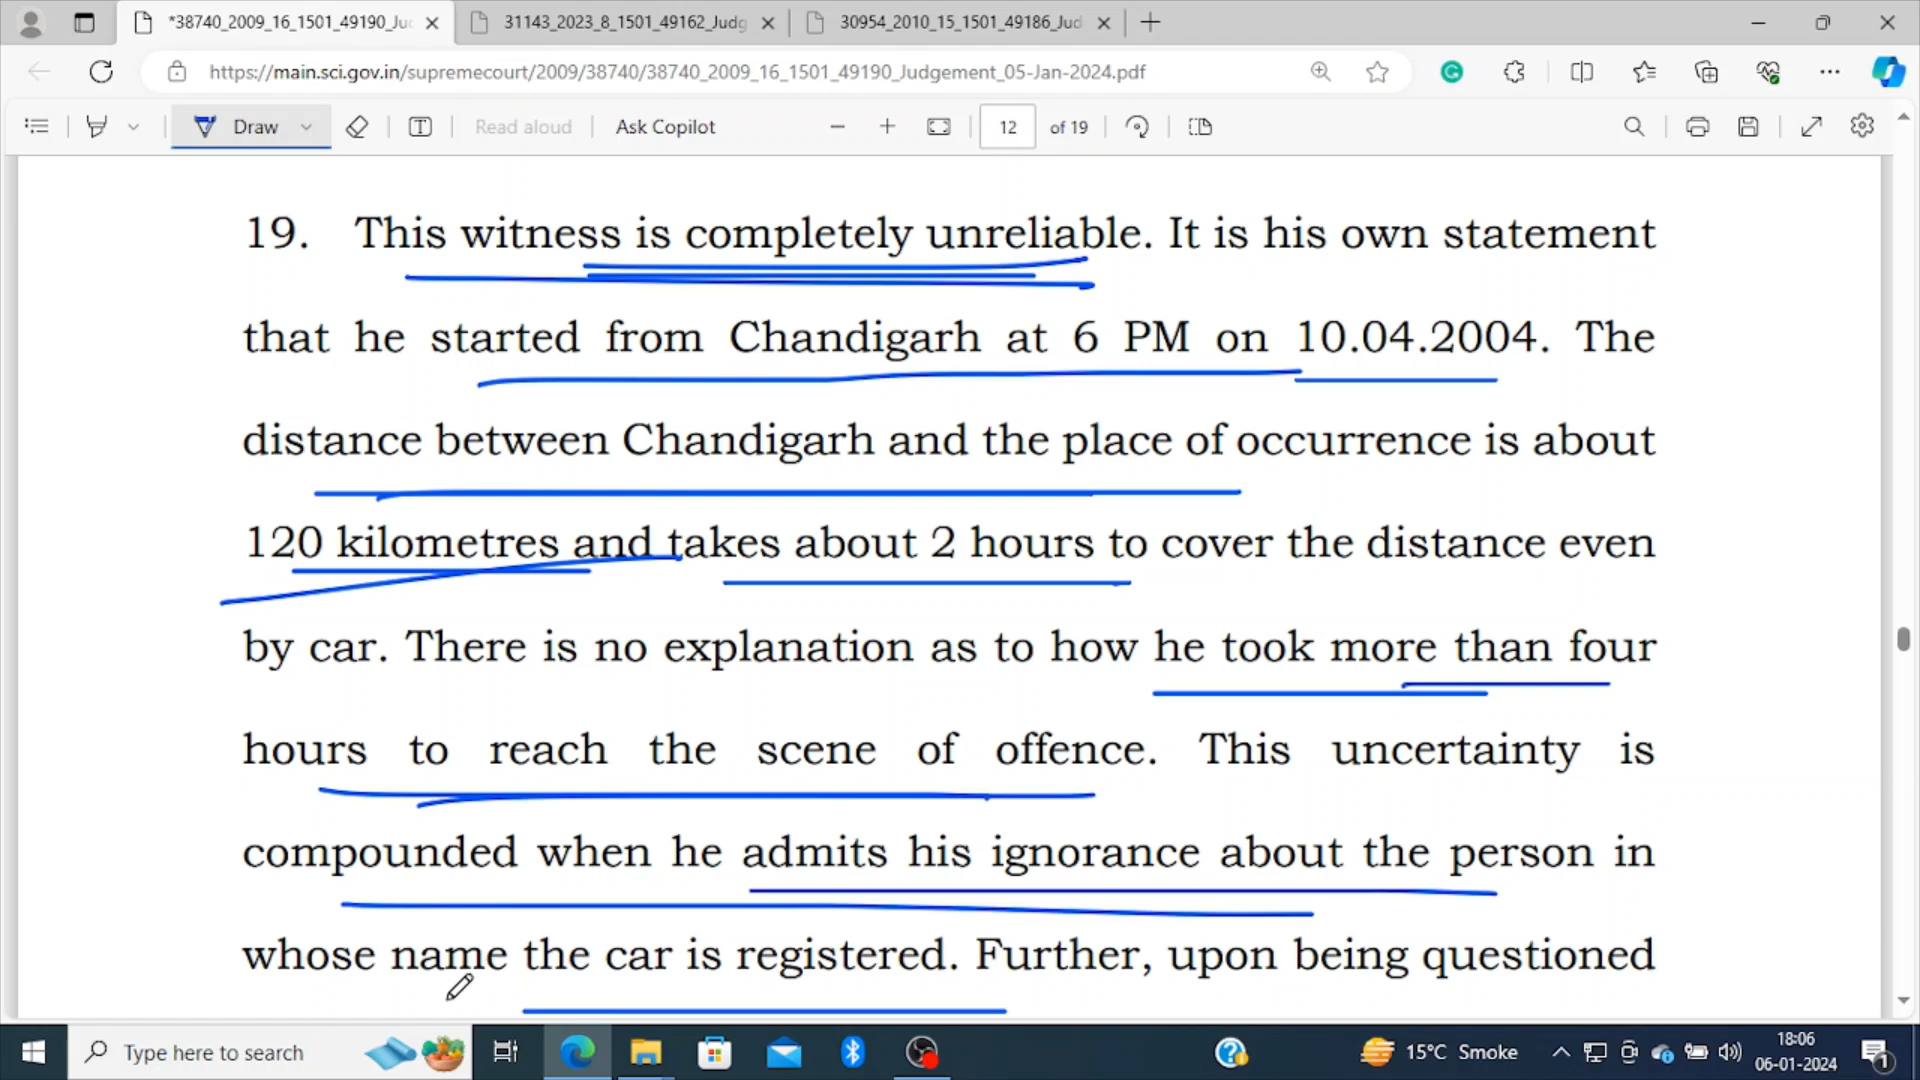 *38740_2009_16_1501_49190_Ju
31143_2023_8_1501_49162_Judg
30954_2010_15_1501_49186_Jud
https://main.sci.gov.in/supremecourt/2009/38740/38740_2009_16_1501_49190_Judgement_05-Jan-2024.pdf
Draw
Read aloud
Ask Copilot
12 of 19
19. This witness is completely unreliable. It is his own statement
that he started from Chandigarh at 6 PM on 10.04.2004. The
distance between Chandigarh and the place of occurrence is about
120 kilometres and takes about 2 hours to cover the distance even
by car. There is no explanation as to how he took more than four
hours to reach the scene of offence. This uncertainty is
compounded when he admits his ignorance about the person in
whose name the car is registered. Further, upon being questioned
Type here to search
15°C Smoke
18:06
06-01-2024
1